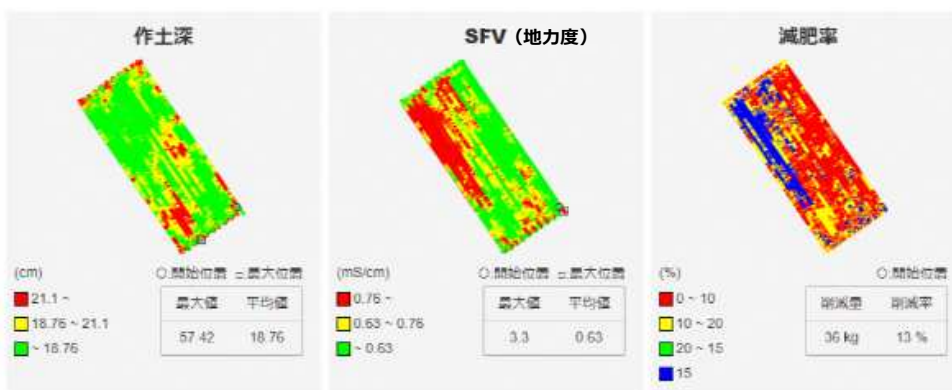 作土深
(cm)
○:開始位置 □:最大位置
21.1 ~
18.76 ~ 21.1
~ 18.76
最大値 平均値
57.42 18.76
SFV（地力度）
(mS/cm)
○:開始位置 □:最大位置
0.76 ~
0.63 ~ 0.76
~ 0.63
最大値 平均値
3.3 0.63
減肥率
(%)
○:開始位置
0 ~ 10
10 ~ 20
20 ~ 15
15
削減量 削減率
36 kg 13 %